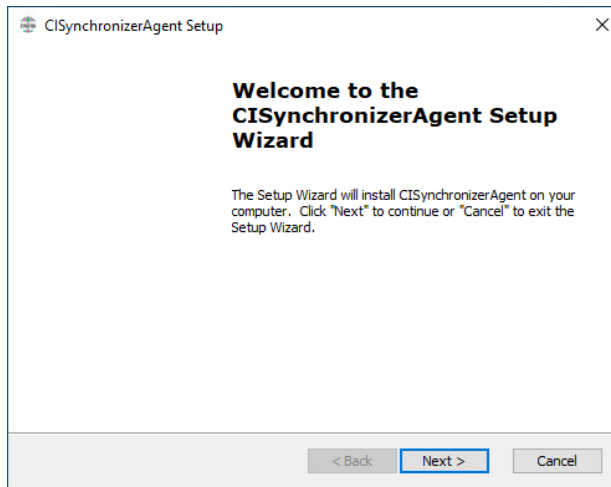 CISynchronizerAgent Setup
Welcome to the
CISynchronizerAgent Setup
Wizard
The Setup Wizard will install CISynchronizerAgent on your
computer.  Click "Next" to continue or "Cancel" to exit the
Setup Wizard.
< Back
Next >
Cancel